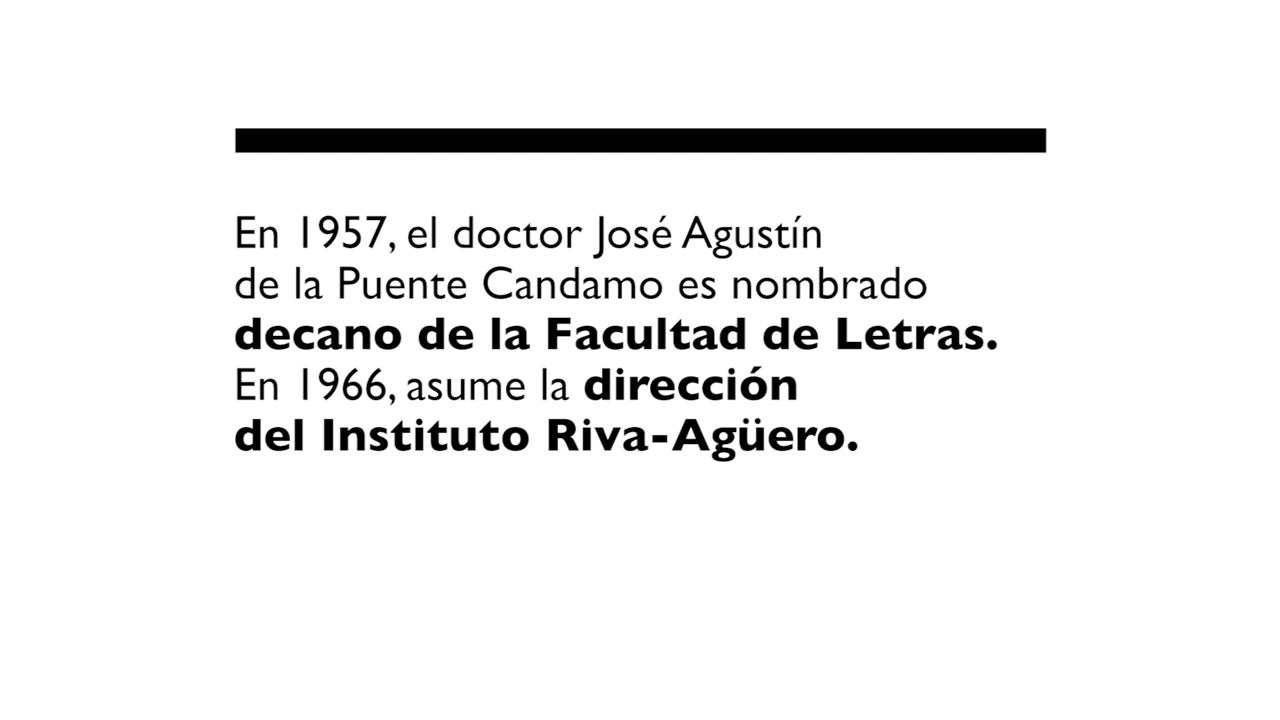 En 1957, el doctor José Agustín
de la Puente Candamo es nombrado
decano de la Facultad de Letras.
En 1966, asume la dirección
del Instituto Riva-Agüero.